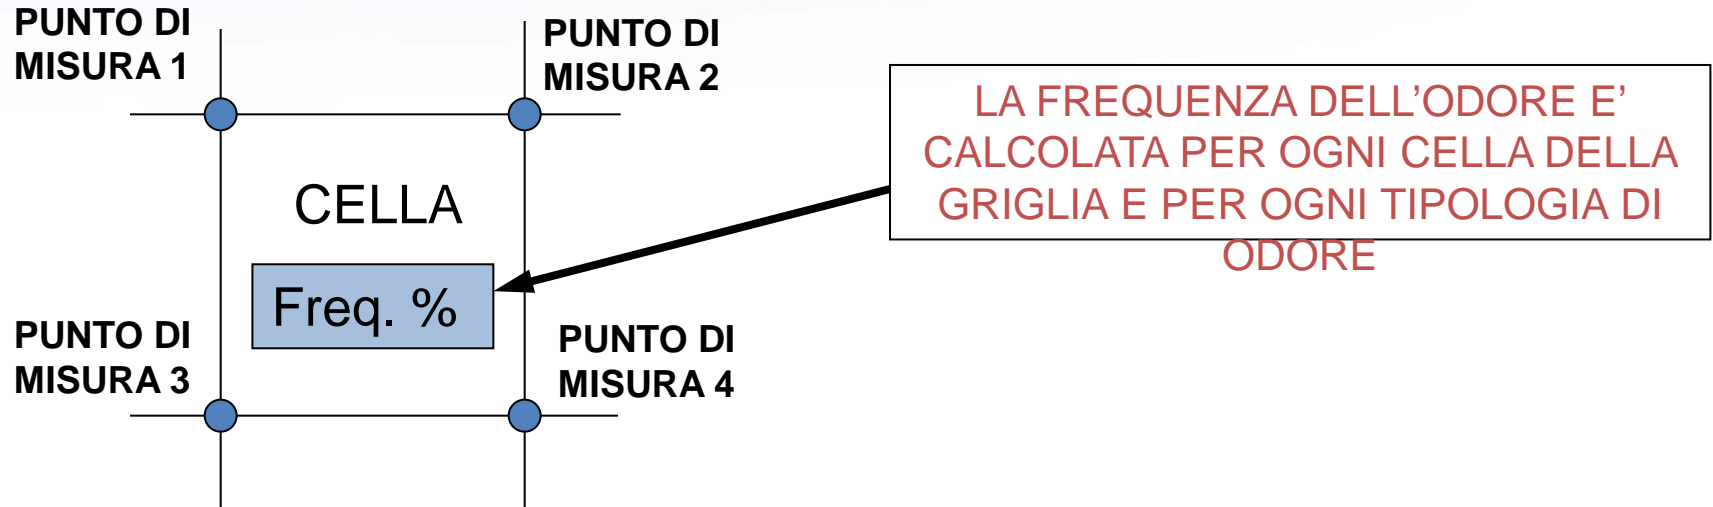 PUNTO DI
MISURA 1
PUNTO DI
MISURA 2
LA FREQUENZA DELL’ODORE E’
CALCOLATA PER OGNI CELLA DELLA
GRIGLIA E PER OGNI TIPOLOGIA DI
ODORE
CELLA
Freq. %
PUNTO DI
MISURA 3
PUNTO DI
MISURA 4